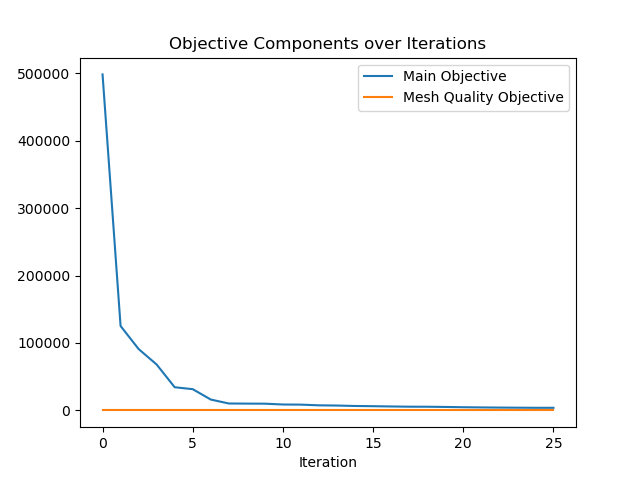 Objective Components over Iterations
Main Objective
Mesh Quality Objective
500000
400000
300000
200000
100000
0
0 5 10 15 20 25
Iteration